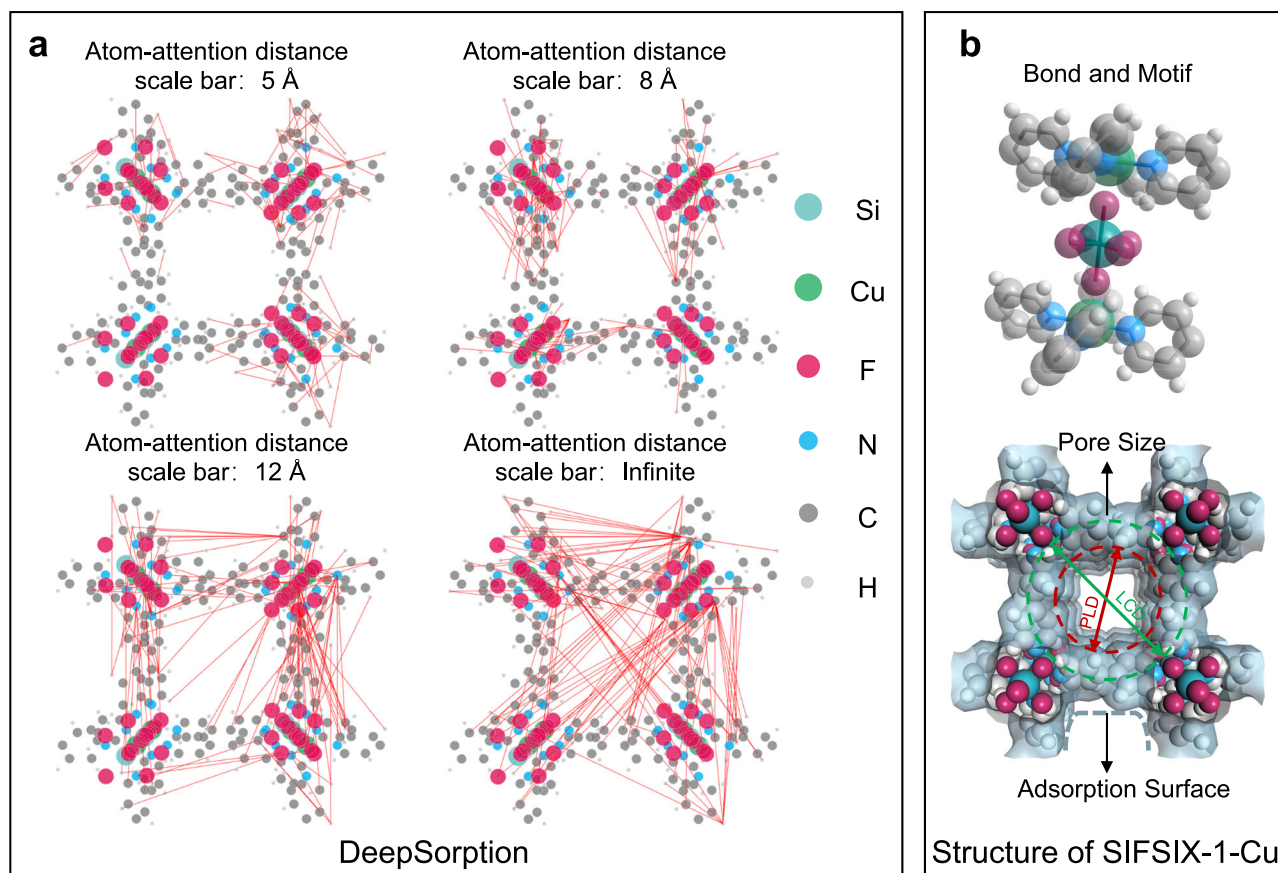 a
Atom-attention distance
scale bar: 5 Å
Atom-attention distance
scale bar: 8 Å
Atom-attention distance
scale bar: 12 Å
Atom-attention distance
scale bar: Infinite
Si
Cu
F
N
C
H
DeepSorption
b
Bond and Motif
Pore Size
PLD
LCD
Adsorption Surface
Structure of SIFSIX-1-Cu